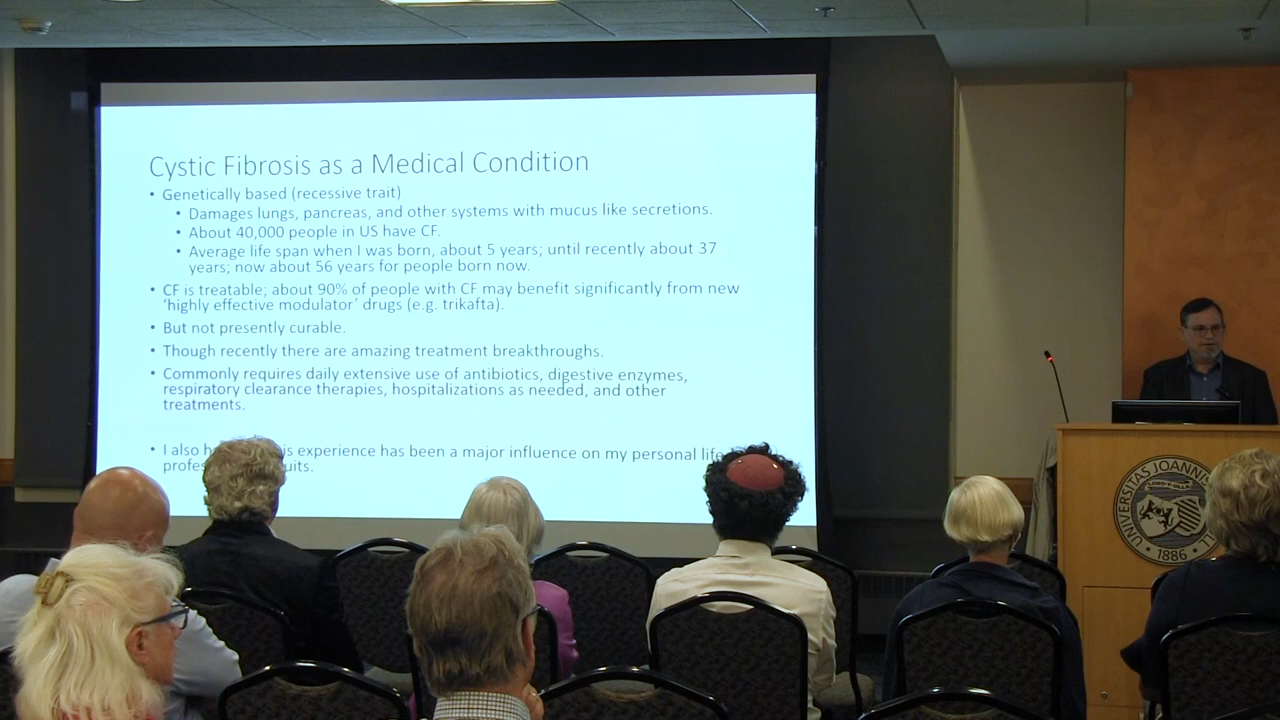 Cystic Fibrosis as a Medical Condition
• Genetically based (recessive trait)
• Damages lungs, pancreas, and other systems with mucus like secretions.
• About 40,000 people in US have CF.
• Average life span when I was born, about 5 years; until recently about 37
years; now about 56 years for people born now.
• CF is treatable; about 90% of people with CF may benefit significantly from new
‘highly effective modulator’ drugs (e.g. trikafta).
• But not presently curable.
• Though recently there are amazing treatment breakthroughs.
• Commonly requires daily extensive use of antibiotics, digestive enzymes,
respiratory clearance therapies, hospitalizations as needed, and other
treatments.
• I also experience has been a major influence on my personal life
UNIVERSITAS JOANNIS
1886